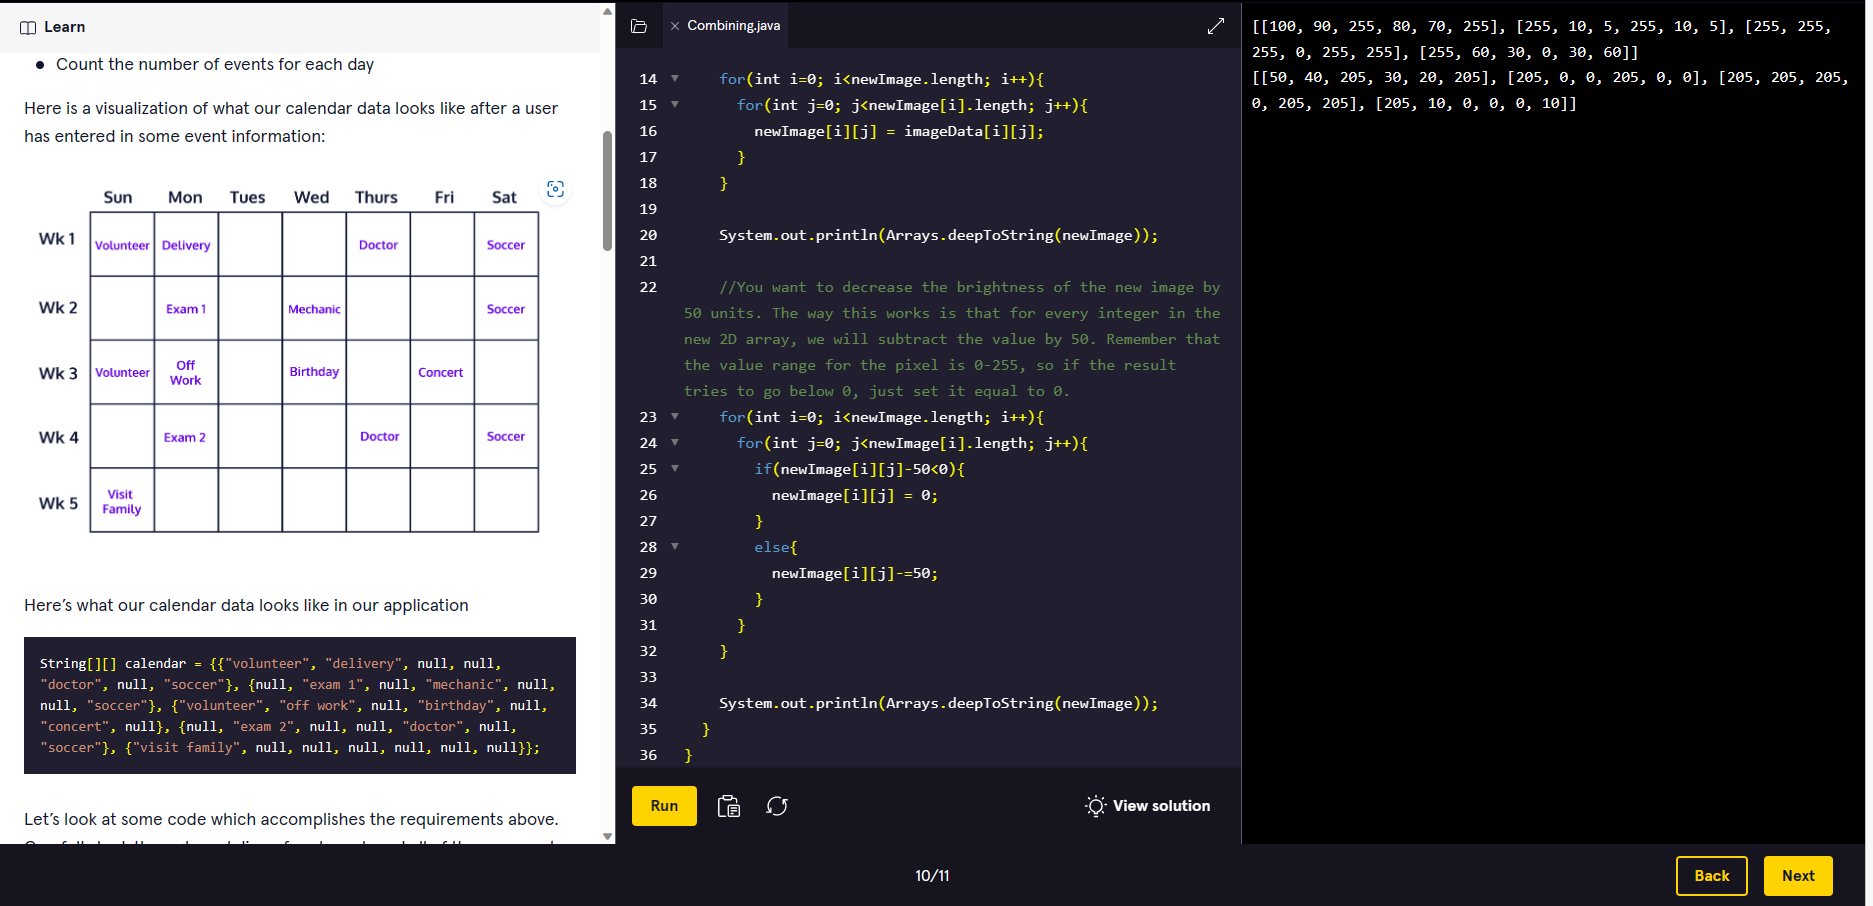 Learn
Count the number of events for each day
Here is a visualization of what our calendar data looks like after a user
has entered in some event information:
Sun Mon Tues Wed Thurs Fri Sat
Wk 1 Volunteer Delivery Doctor Soccer
Wk 2 Exam 1 Mechanic Soccer
Wk 3 Volunteer Off Work Birthday Concert
Wk 4 Exam 2 Doctor Soccer
Wk 5 Visit Family
Here’s what our calendar data looks like in our application
String[][] calendar = {{"volunteer", "delivery", null, null,
"doctor", null, "soccer"}, {null, "exam 1", null, "mechanic", null,
null, "soccer"}, {"volunteer", "off work", null, "birthday", null,
"concert", null}, {null, "exam 2", null, null, "doctor", null,
"soccer"}, {"visit family", null, null, null, null, null, null}};
Let’s look at some code which accomplishes the requirements above.
Combining.java
14 for(int i=0; i<newImage.length; i++){
15 for(int j=0; j<newImage[i].length; j++){
16 newImage[i][j] = imageData[i][j];
17 }
18 }
19
20 System.out.println(Arrays.deepToString(newImage));
21
22 //You want to decrease the brightness of the new image by
50 units. The way this works is that for every integer in the
new 2D array, we will subtract the value by 50. Remember that
the value range for the pixel is 0-255, so if the result
tries to go below 0, just set it equal to 0.
23 for(int i=0; i<newImage.length; i++){
24 for(int j=0; j<newImage[i].length; j++){
25 if(newImage[i][j]-50<0){
26 newImage[i][j] = 0;
27 }
28 else{
29 newImage[i][j]-=50;
30 }
31 }
32 }
33
34 System.out.println(Arrays.deepToString(newImage));
35 }
36 }
Run
View solution
[[100, 90, 255, 80, 70, 255], [255, 10, 5, 255, 10, 5], [255, 255,
255, 0, 255, 255], [255, 60, 30, 0, 30, 60]]
[[50, 40, 205, 30, 20, 205], [205, 0, 0, 205, 0, 0], [205, 205, 205,
0, 205, 205], [205, 10, 0, 0, 0, 10]]
10/11
Back
Next